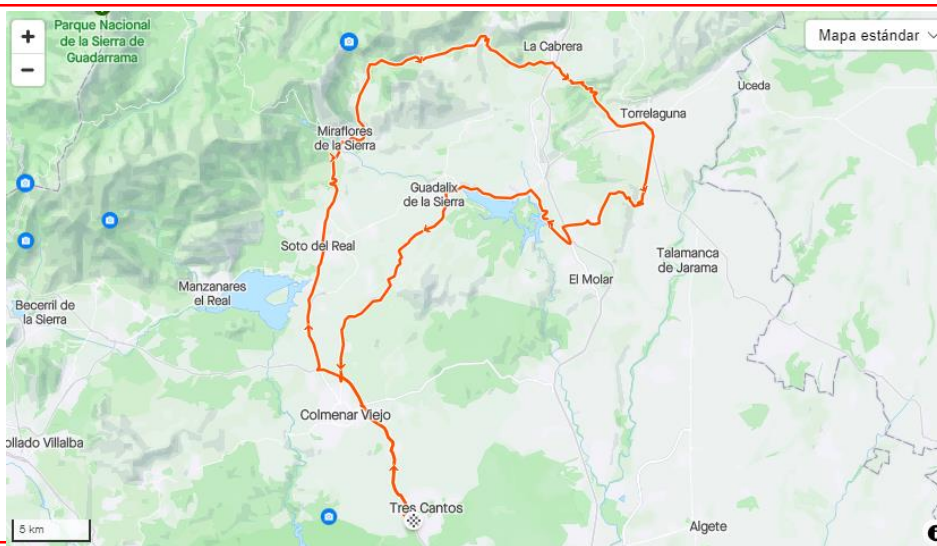 Parque Nacional
de la Sierra de
Guadarrama
+
−
Mapa estándar
La Cabrera
Uceda
Torrelaguna
Miraflores
de la Sierra
Guadalix
de la Sierra
Soto del Real
Talamanca
de Jarama
El Molar
Manzanares
el Real
Becerril de
la Sierra
Colmenar Viejo
ollado Villalba
Tres Cantos
5 km
Algete